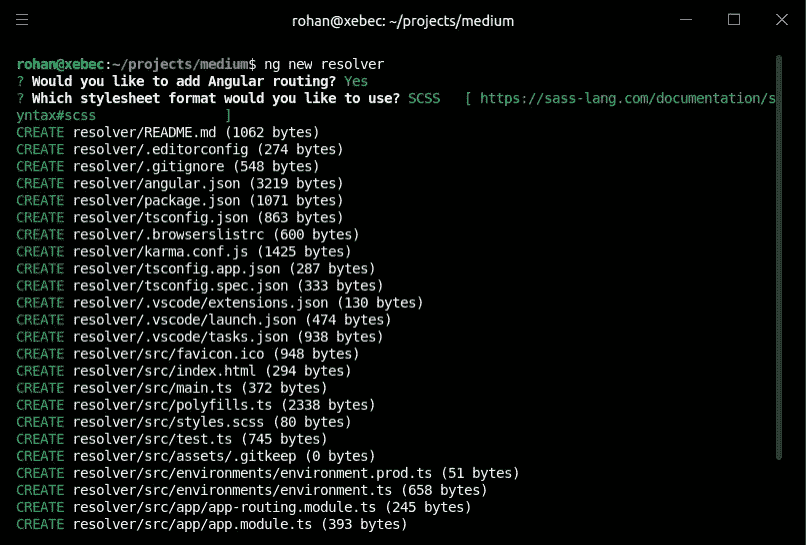 rohan@xebec: ~/projects/medium
rohan@xebec:~/projects/medium$ ng new resolver
? Would you like to add Angular routing? Yes
? Which stylesheet format would you like to use? SCSS   [ https://sass-lang.com/documentation/s
yntax#scss                ]
CREATE resolver/README.md (1062 bytes)
CREATE resolver/.editorconfig (274 bytes)
CREATE resolver/.gitignore (548 bytes)
CREATE resolver/angular.json (3219 bytes)
CREATE resolver/package.json (1071 bytes)
CREATE resolver/tsconfig.json (863 bytes)
CREATE resolver/.browserslistrc (600 bytes)
CREATE resolver/karma.conf.js (1425 bytes)
CREATE resolver/tsconfig.app.json (287 bytes)
CREATE resolver/tsconfig.spec.json (333 bytes)
CREATE resolver/.vscode/extensions.json (130 bytes)
CREATE resolver/.vscode/launch.json (474 bytes)
CREATE resolver/.vscode/tasks.json (938 bytes)
CREATE resolver/src/favicon.ico (948 bytes)
CREATE resolver/src/index.html (294 bytes)
CREATE resolver/src/main.ts (372 bytes)
CREATE resolver/src/polyfills.ts (2338 bytes)
CREATE resolver/src/styles.scss (80 bytes)
CREATE resolver/src/test.ts (745 bytes)
CREATE resolver/src/assets/.gitkeep (0 bytes)
CREATE resolver/src/environments/environment.prod.ts (51 bytes)
CREATE resolver/src/environments/environment.ts (658 bytes)
CREATE resolver/src/app/app-routing.module.ts (245 bytes)
CREATE resolver/src/app/app.module.ts (393 bytes)